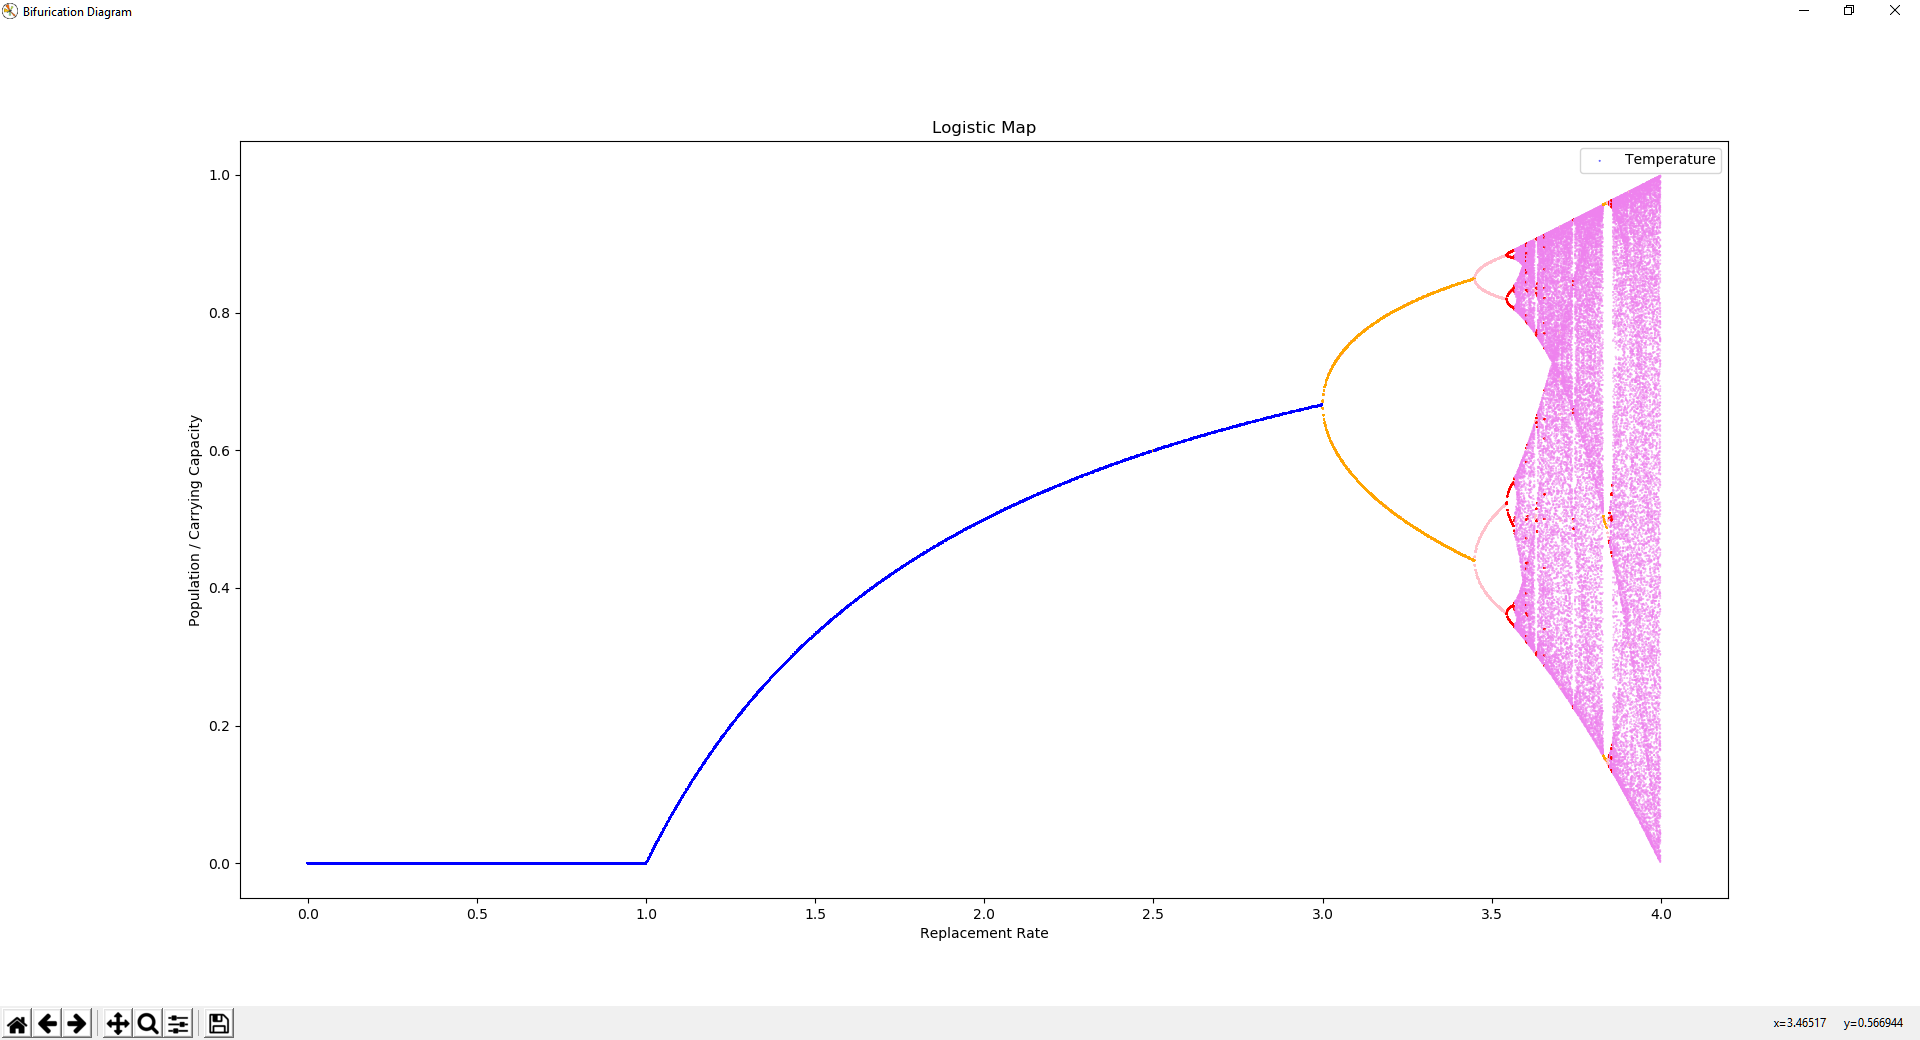 Bifurication Diagram
Logistic Map
Temperature
1.0
0.8
0.6
0.4
0.2
0.0
Population / Carrying Capacity
0.0 0.5 1.0 1.5 2.0 2.5 3.0 3.5 4.0
Replacement Rate
x=3.46517 y=0.566944